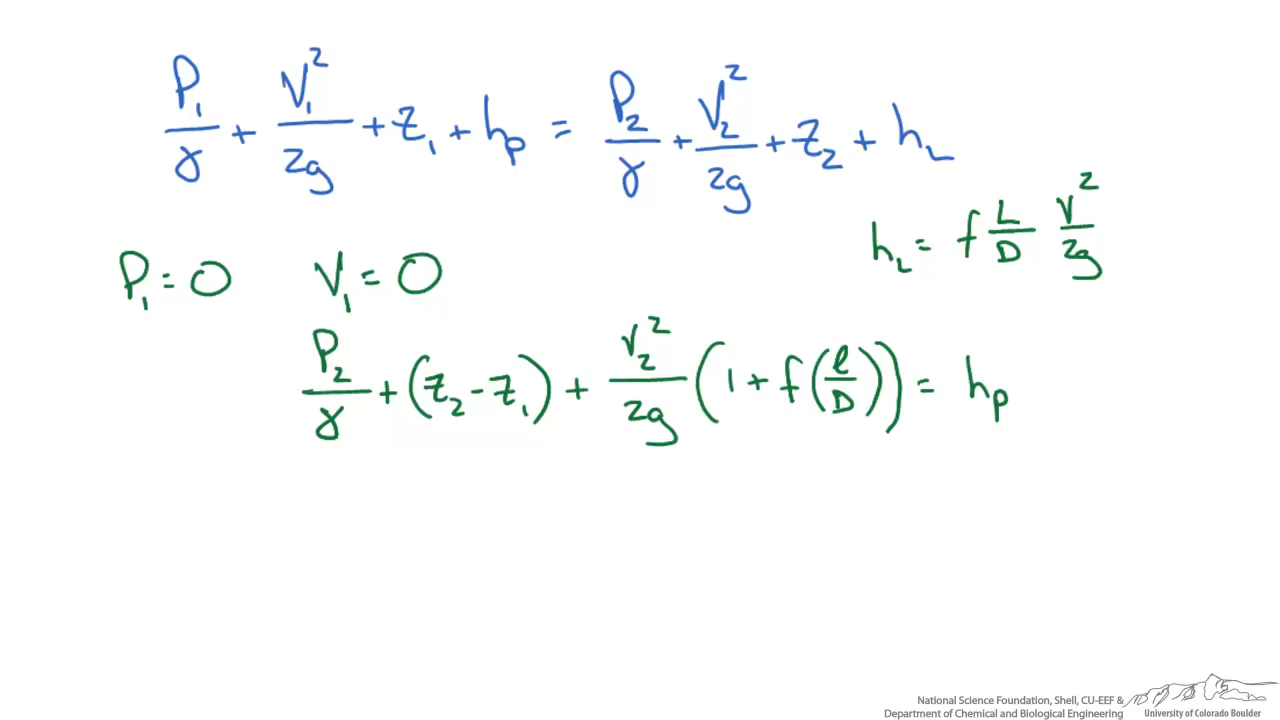 P₁/γ + V₁²/2g + z₁ + hₚ = P₂/γ + V₂²/2g + z₂ + h_L
h_L = f L/D V²/2g
P₁ = 0 V₁ = 0
P₂/γ + (z₂ - z₁) + V₂²/2g (1 + f(ℓ/D)) = hₚ
National Science Foundation, Shell, CU-EEF &
Department of Chemical and Biological Engineering
University of Colorado Boulder